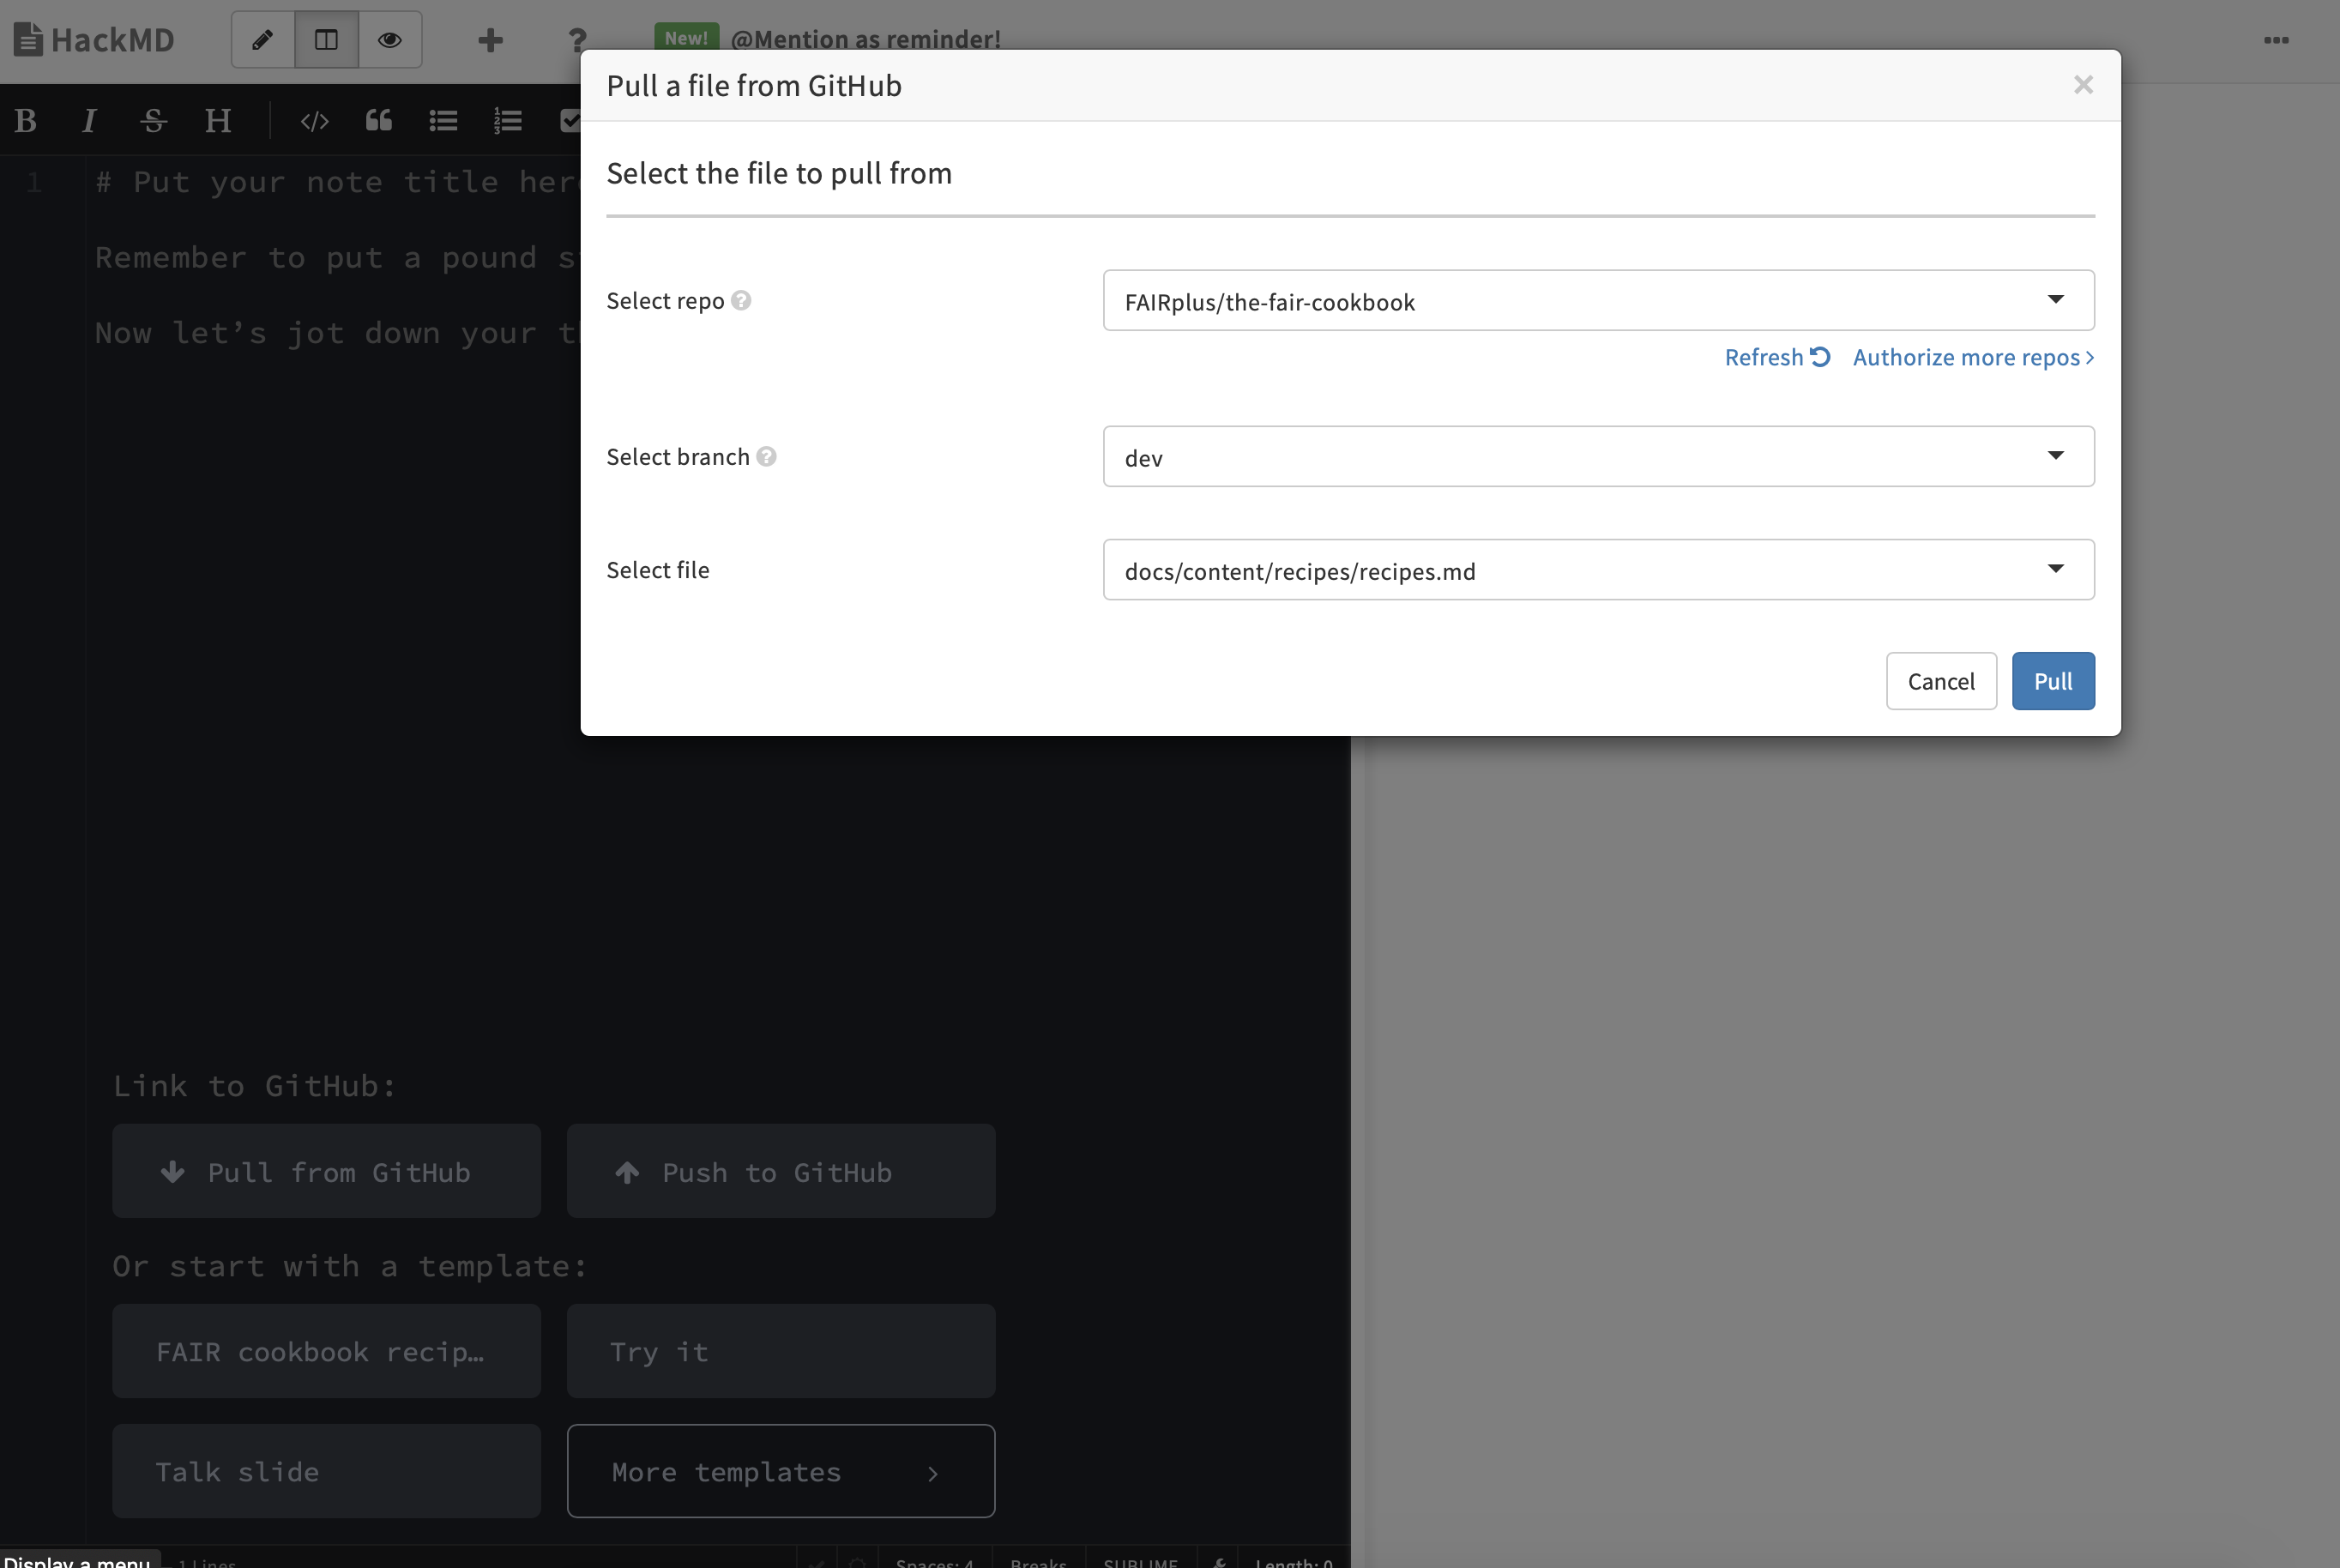 HackMD
New! @Mention as reminder!
Pull a file from GitHub
B I S H
Select the file to pull from
1 # Put your note title here
Remember to put a pound
Now let’s jot down your
Select repo
FAIRplus/the-fair-cookbook
Refresh Authorize more repos
Select branch
dev
Select file
docs/content/recipes/recipes.md
Cancel Pull
Link to GitHub:
Pull from GitHub
Push to GitHub
Or start with a template:
FAIR cookbook recip…
Try it
Talk slide
More templates >
Display a menu — 1 Lines
Spaces: 4 Breaks SUBLIME Length: 0